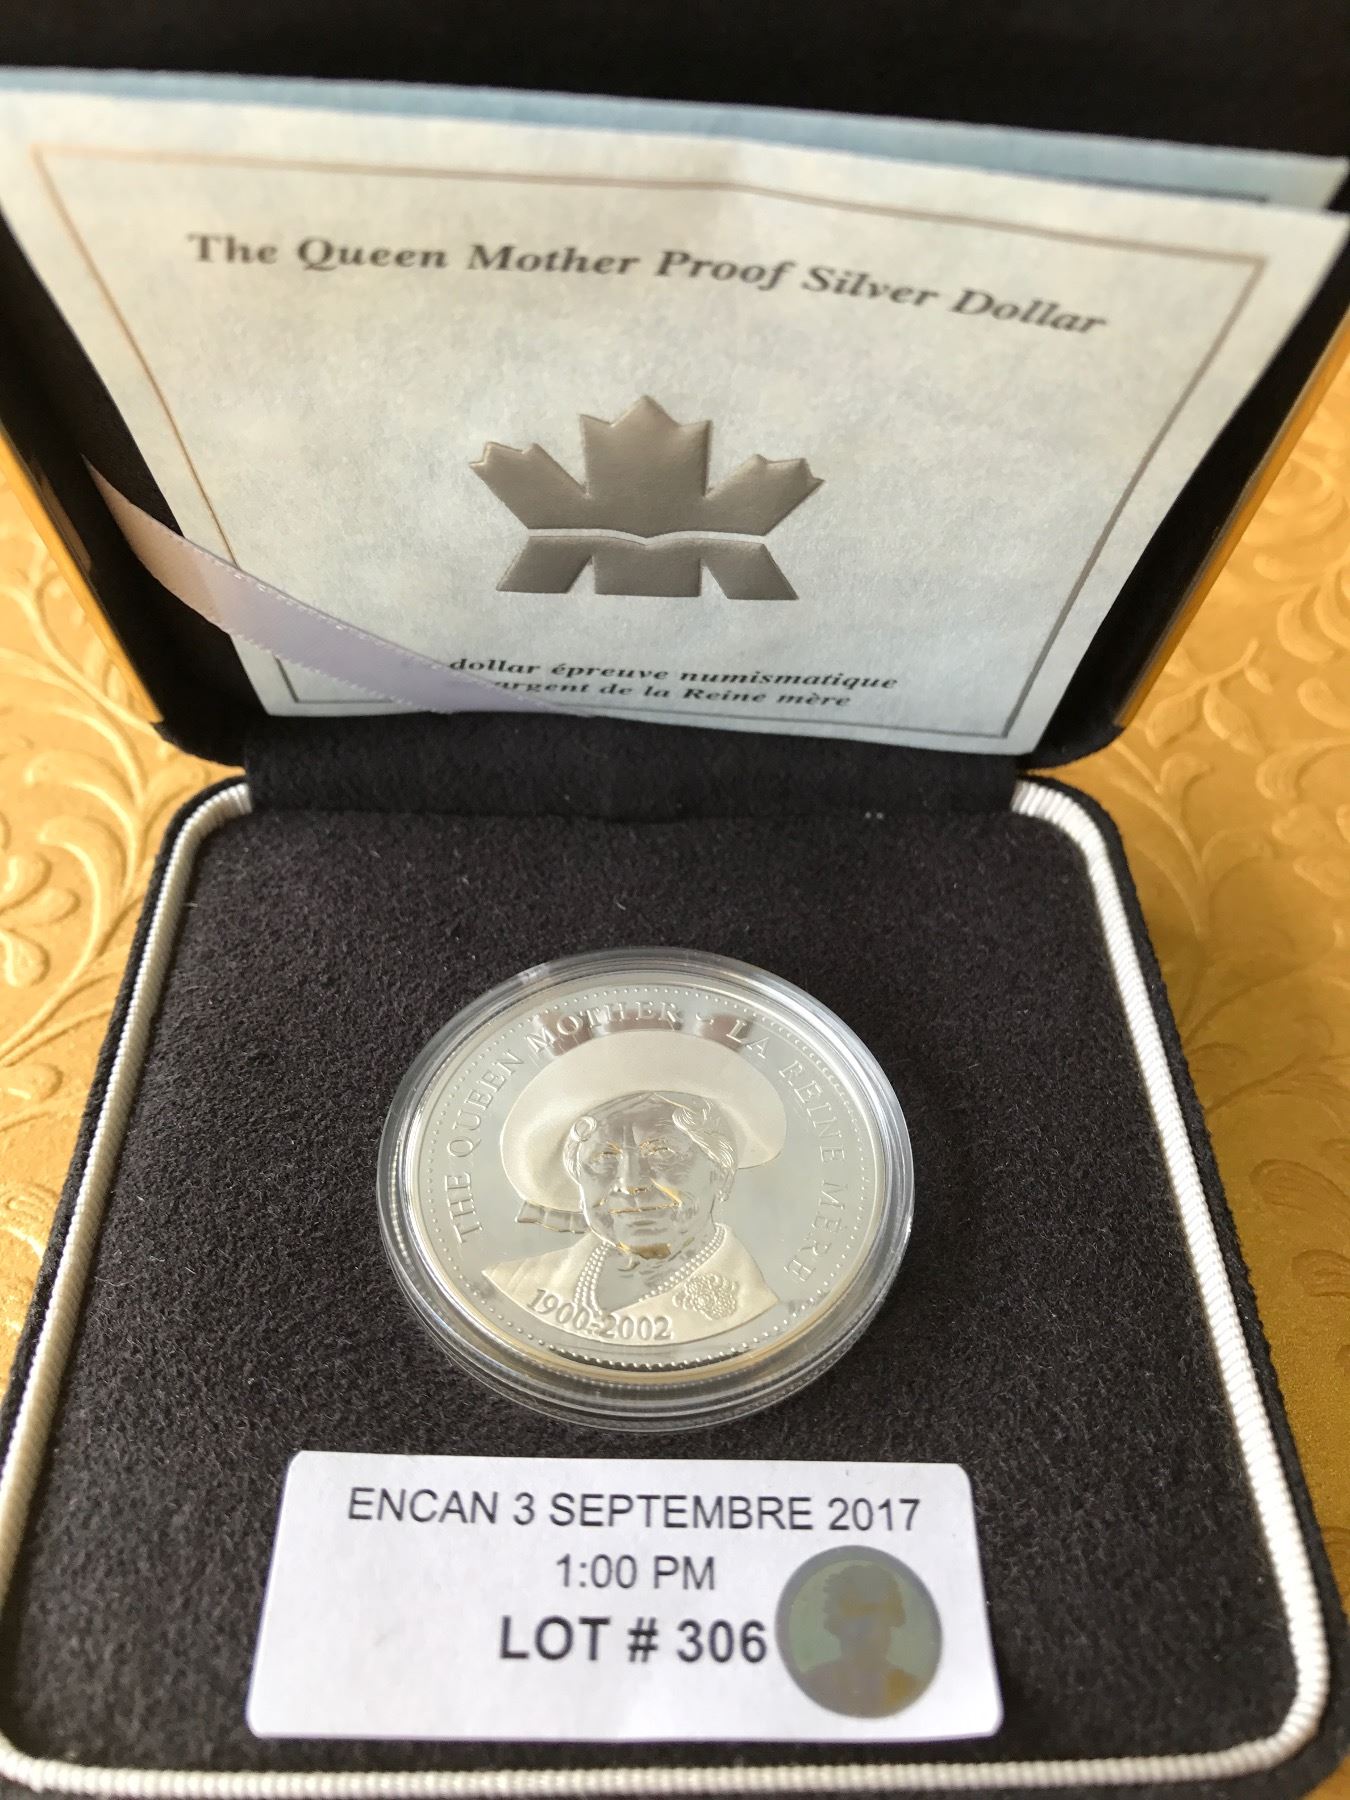 The Queen Mother Proof Silver Dollar
dollar épreuve numismatique
argent de la Reine mère
THE QUEEN MOTHER - LA REINE MÈRE
1900-2002
ENCAN 3 SEPTEMBRE 2017
1:00 PM
LOT # 306